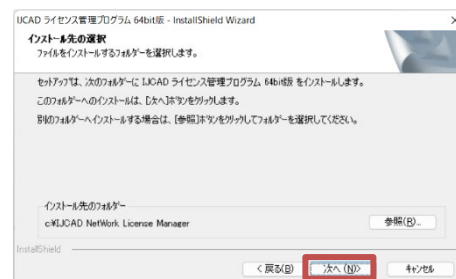 IJCAD ライセンス管理プログラム 64bit版 - InstallShield Wizard
インストール先の選択
ファイルをインストールするフォルダーを選択します。
セットアップは、次のフォルダーに IJCAD ライセンス管理プログラム 64bit版 をインストールします。
このフォルダーへのインストールは、[次へ]ボタンをクリックします。
別のフォルダーへインストールする場合は、[参照]ボタンをクリックしてフォルダーを選択してください。
インストール先のフォルダー
c:¥IJCAD NetWork License Manager
参照(R)...
InstallShield
< 戻る(B)
次へ (N)>
キャンセル